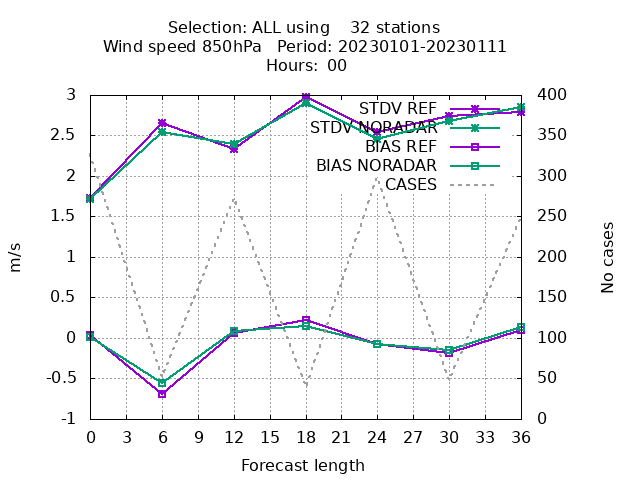 Selection: ALL using    32 stations
Wind speed 850hPa   Period: 20230101-20230111
Hours:  00
3
2.5
2
1.5
1
0.5
0
-0.5
-1
400
350
300
250
200
150
100
50
0
STDV REF
STDV NORADAR
BIAS REF
BIAS NORADAR
CASES
m/s
No cases
0 3 6 9 12 15 18 21 24 27 30 33 36
Forecast length